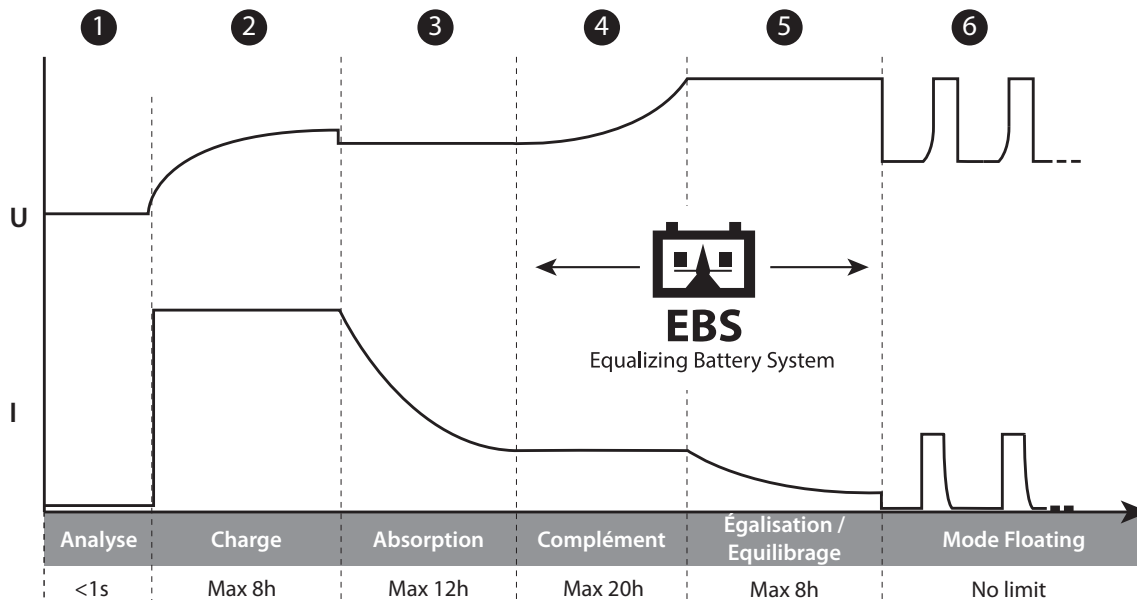 1 2 3 4 5 6
U
EBS
Equalizing Battery System
I
Analyse Charge Absorption Complément Égalisation / Equilibrage Mode Floating
<1s Max 8h Max 12h Max 20h Max 8h No limit